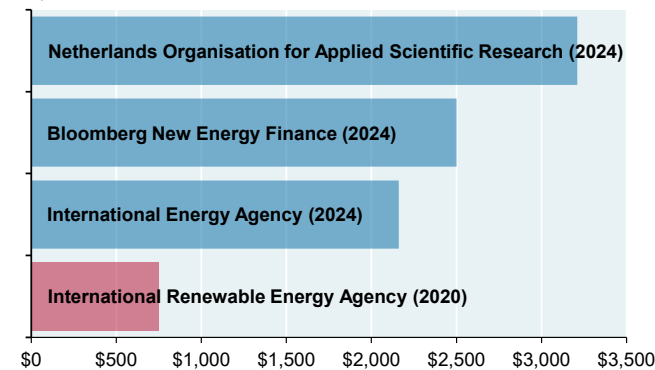 Netherlands Organisation for Applied Scientific Research (2024)
Bloomberg New Energy Finance (2024)
International Energy Agency (2024)
International Renewable Energy Agency (2020)
$0 $500 $1,000 $1,500 $2,000 $2,500 $3,000 $3,500